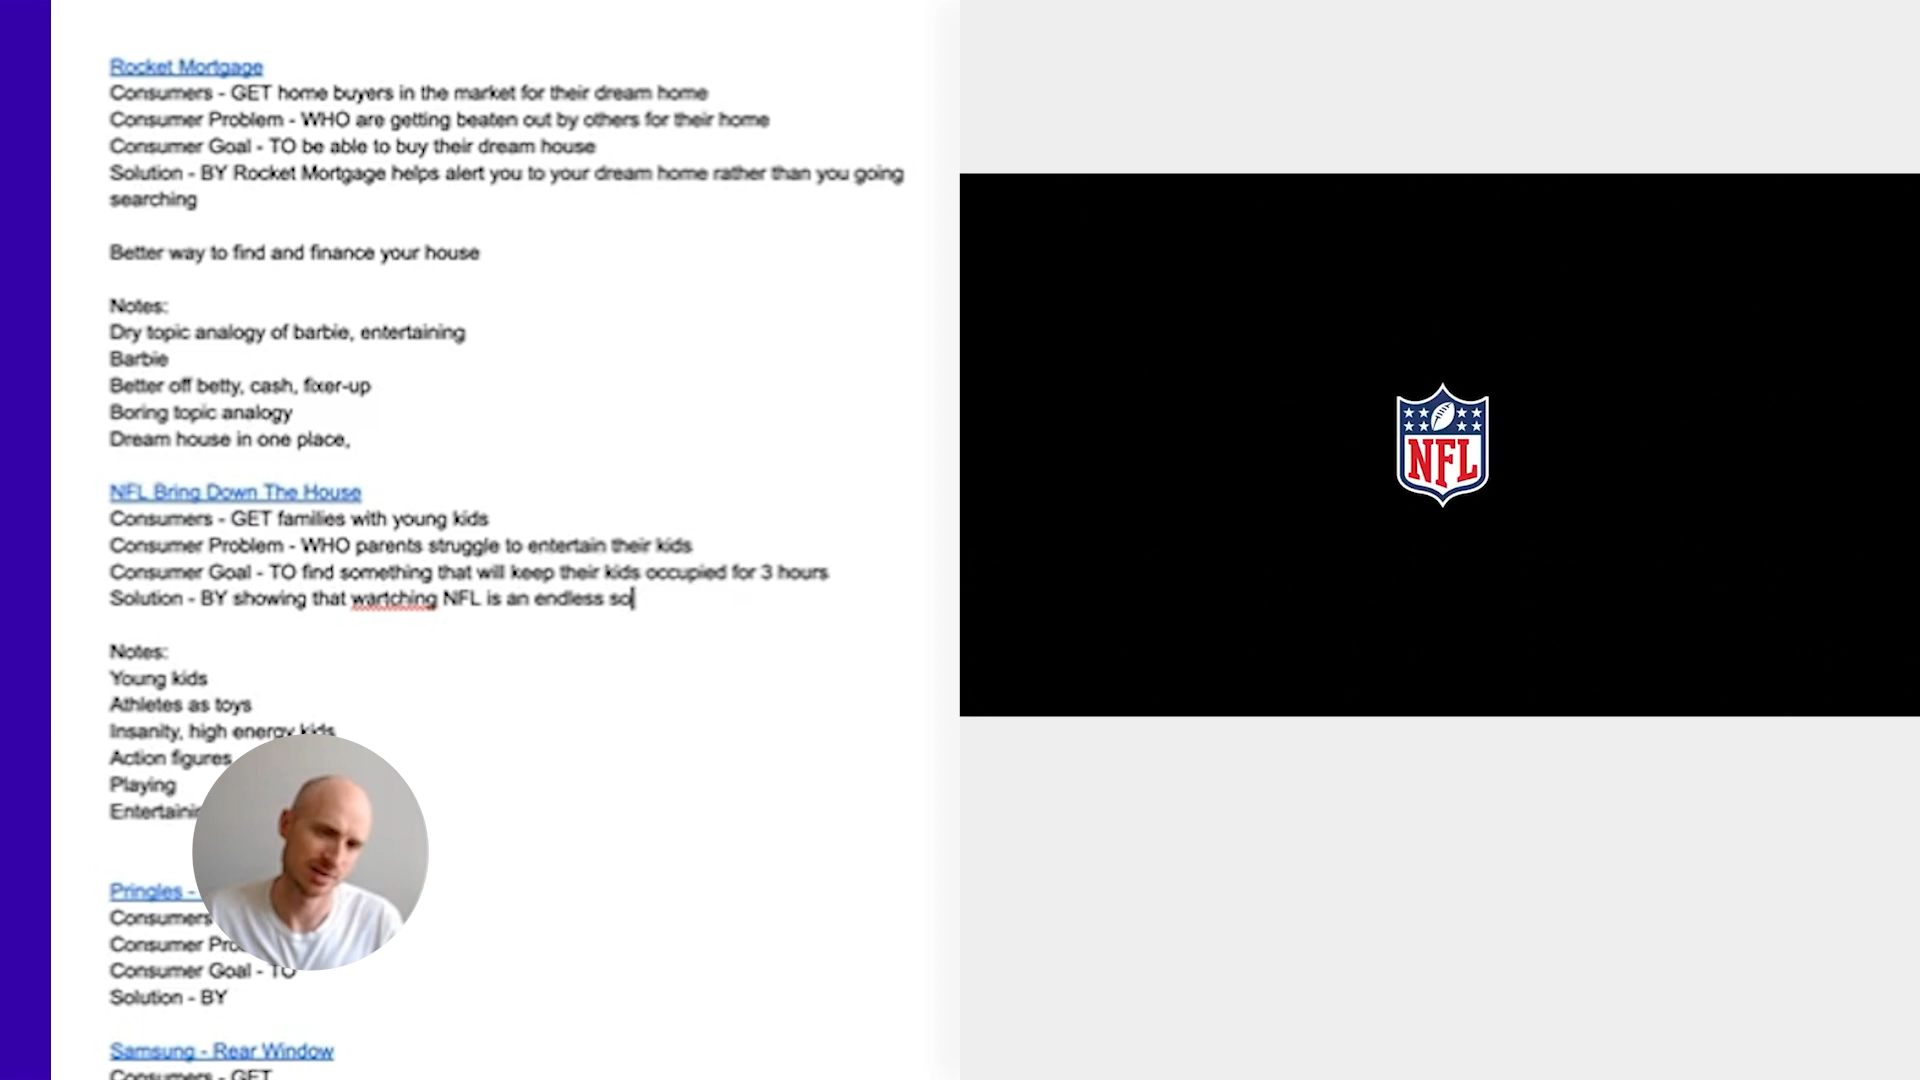 Rocket Mortgage
Consumers - GET home buyers in the market for their dream home
Consumer Problem - WHO are getting beaten out by others for their home
Consumer Goal - TO be able to buy their dream house
Solution - BY Rocket Mortgage helps alert you to your dream home rather than you going
searching
Better way to find and finance your house
Notes:
Dry topic analogy of barbie, entertaining
Barbie
Better off betty, cash, fixer-up
Boring topic analogy
Dream house in one place,
NFL Bring Down The House
Consumers - GET families with young kids
Consumer Problem - WHO parents struggle to entertain their kids
Consumer Goal - TO find something that will keep their kids occupied for 3 hours
Solution - BY showing that wartching NFL is an endless so
Notes:
Young kids
Athletes as toys
Insanity, high energy kids
Action figures
Playing
Pringles -
Consumers
Consumer
Consumer Goal - TO
Solution - BY
Samsung - Rear Window
Consumers - GET
NFL